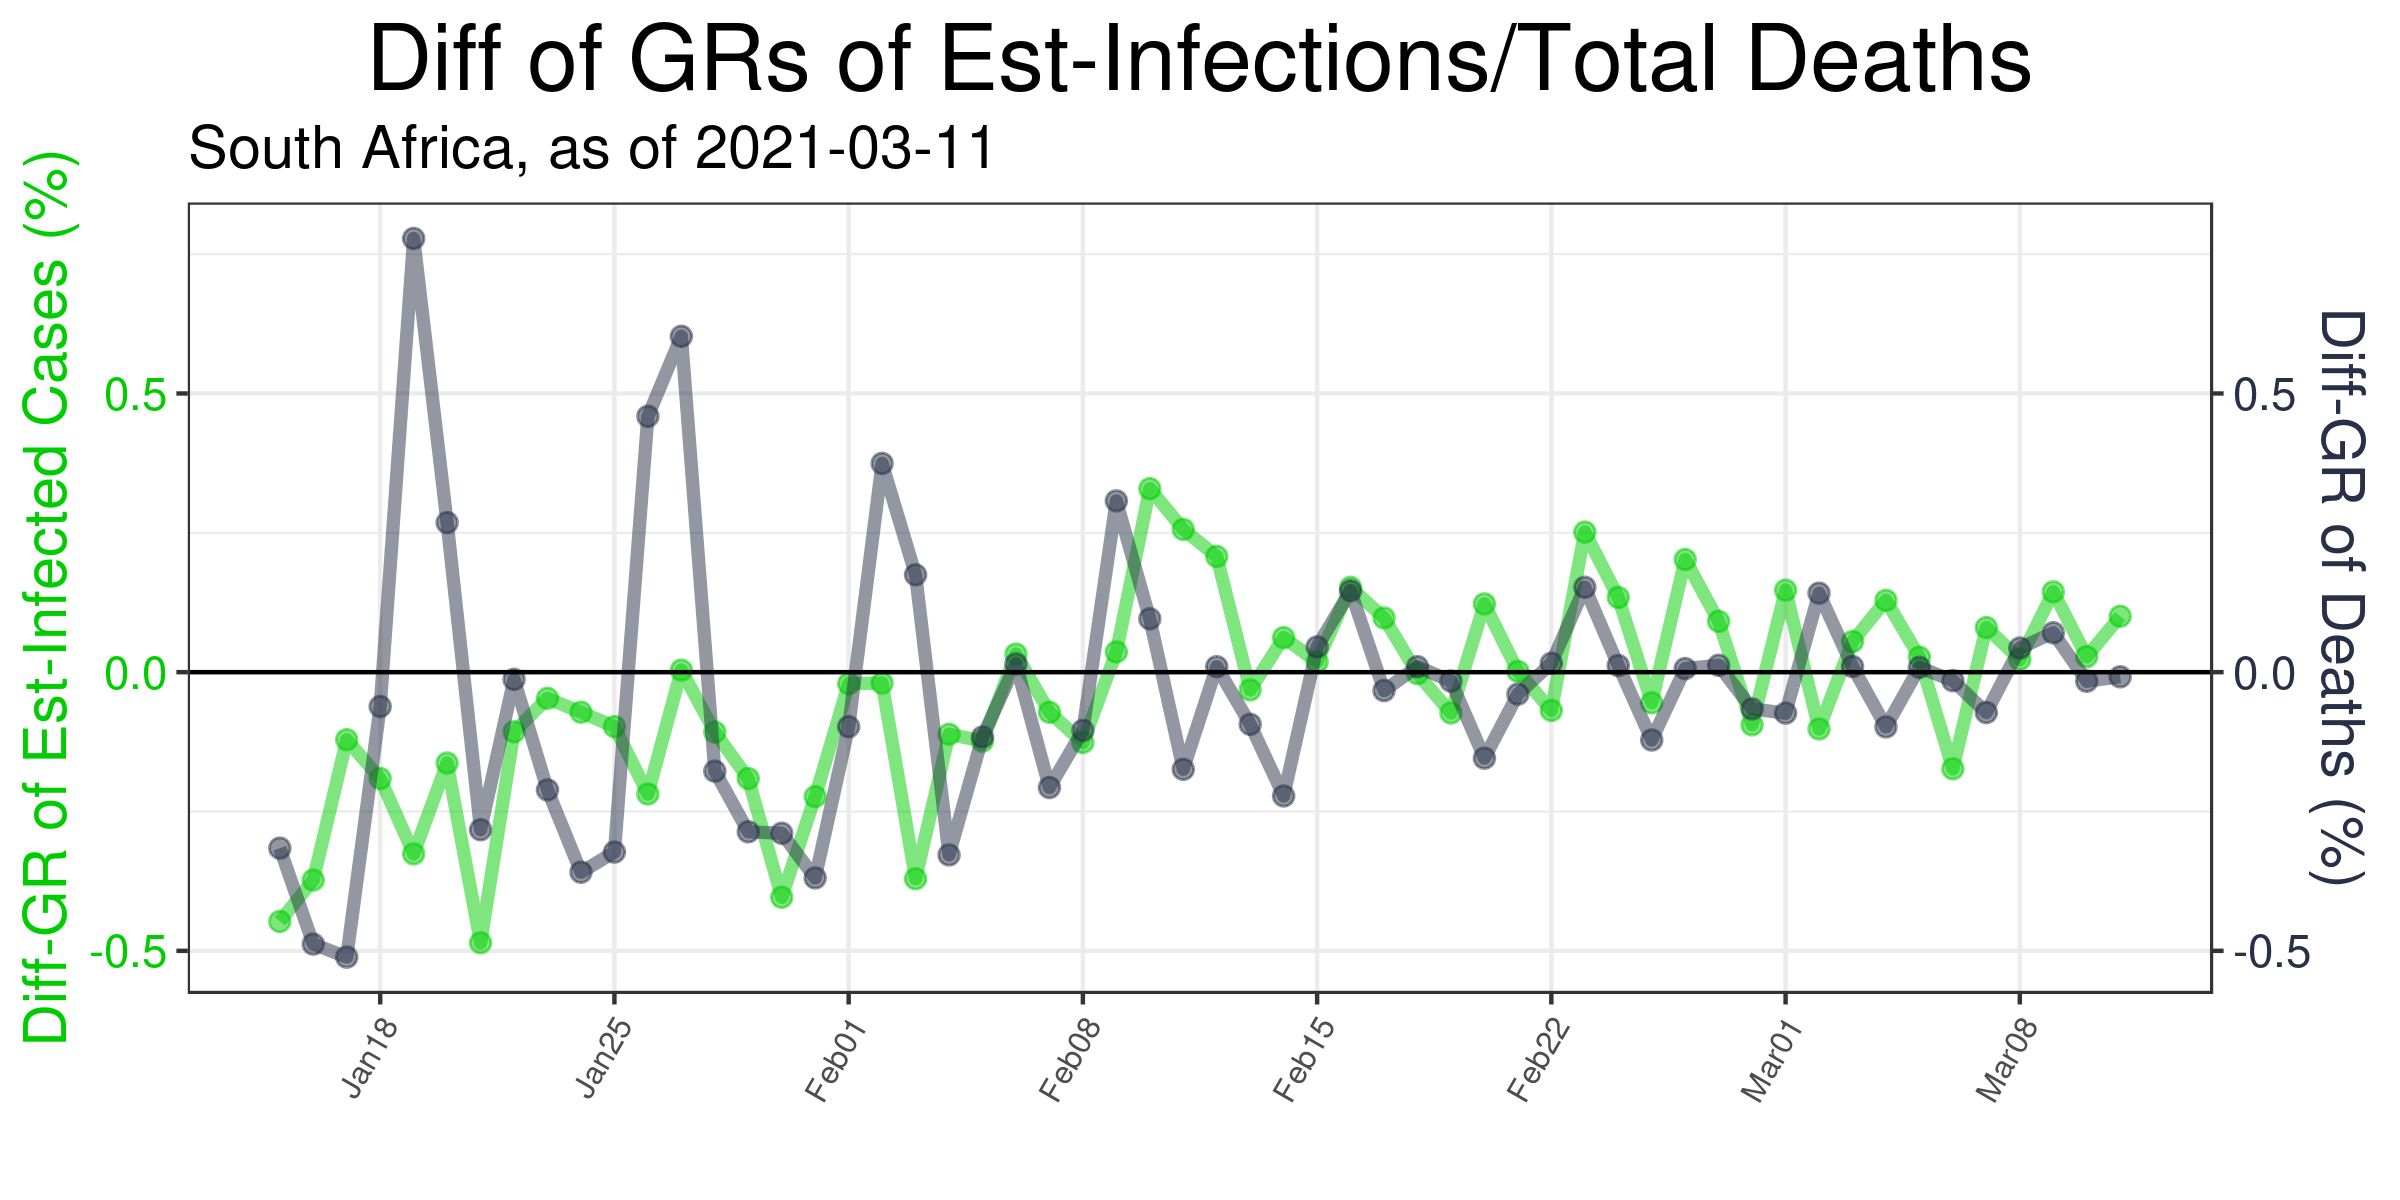 Diff of GRs of Est-Infections/Total Deaths
South Africa, as of 2021-03-11
Diff-GR of Est-Infected Cases (%)
0.5
0.0
-0.5
0.5
0.0
-0.5
Diff-GR of Deaths (%)
Jan18
Jan25
Feb01
Feb08
Feb15
Feb22
Mar01
Mar08